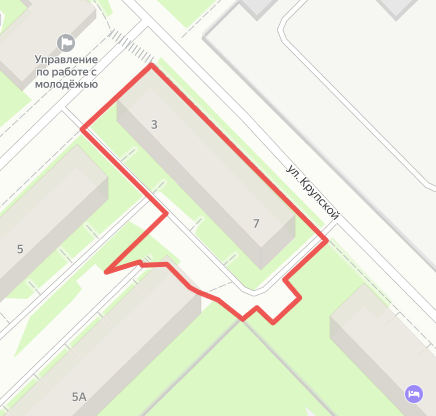 Управление
по работе с
молодёжью
3
ул. Крупской
7
5
5А